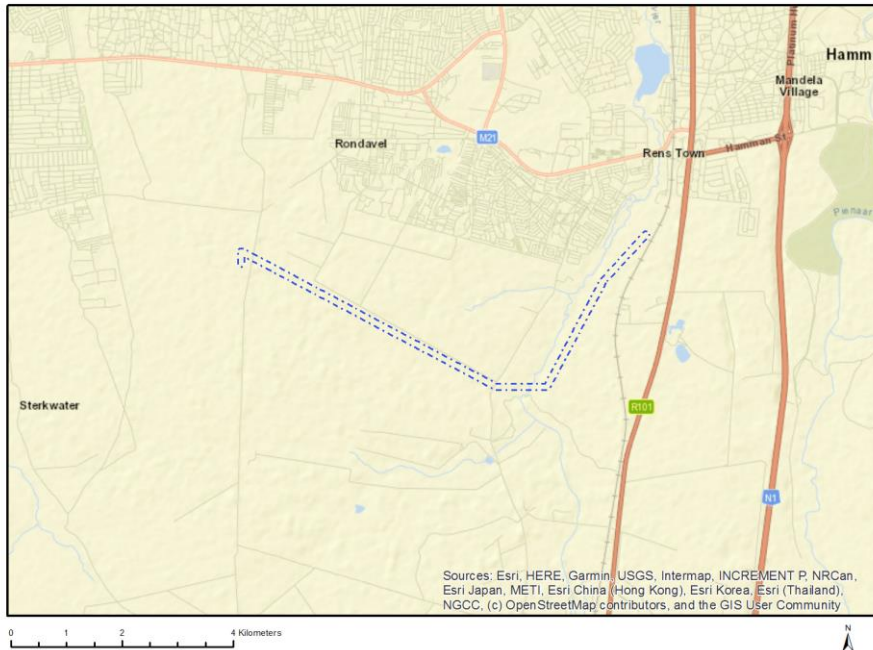 Hamm
Platinum H
Mandela
Village
Rondavel
M21
Rens Town
Hamman St
Pienaar
Sterkwater
R101
N1
Sources: Esri, HERE, Garmin, USGS, Intermap, INCREMENT P, NRCan,
Esri Japan, METI, Esri China (Hong Kong), Esri Korea, Esri (Thailand),
NGCC, (c) OpenStreetMap contributors, and the GIS User Community
0 1 2 4 Kilometers
N